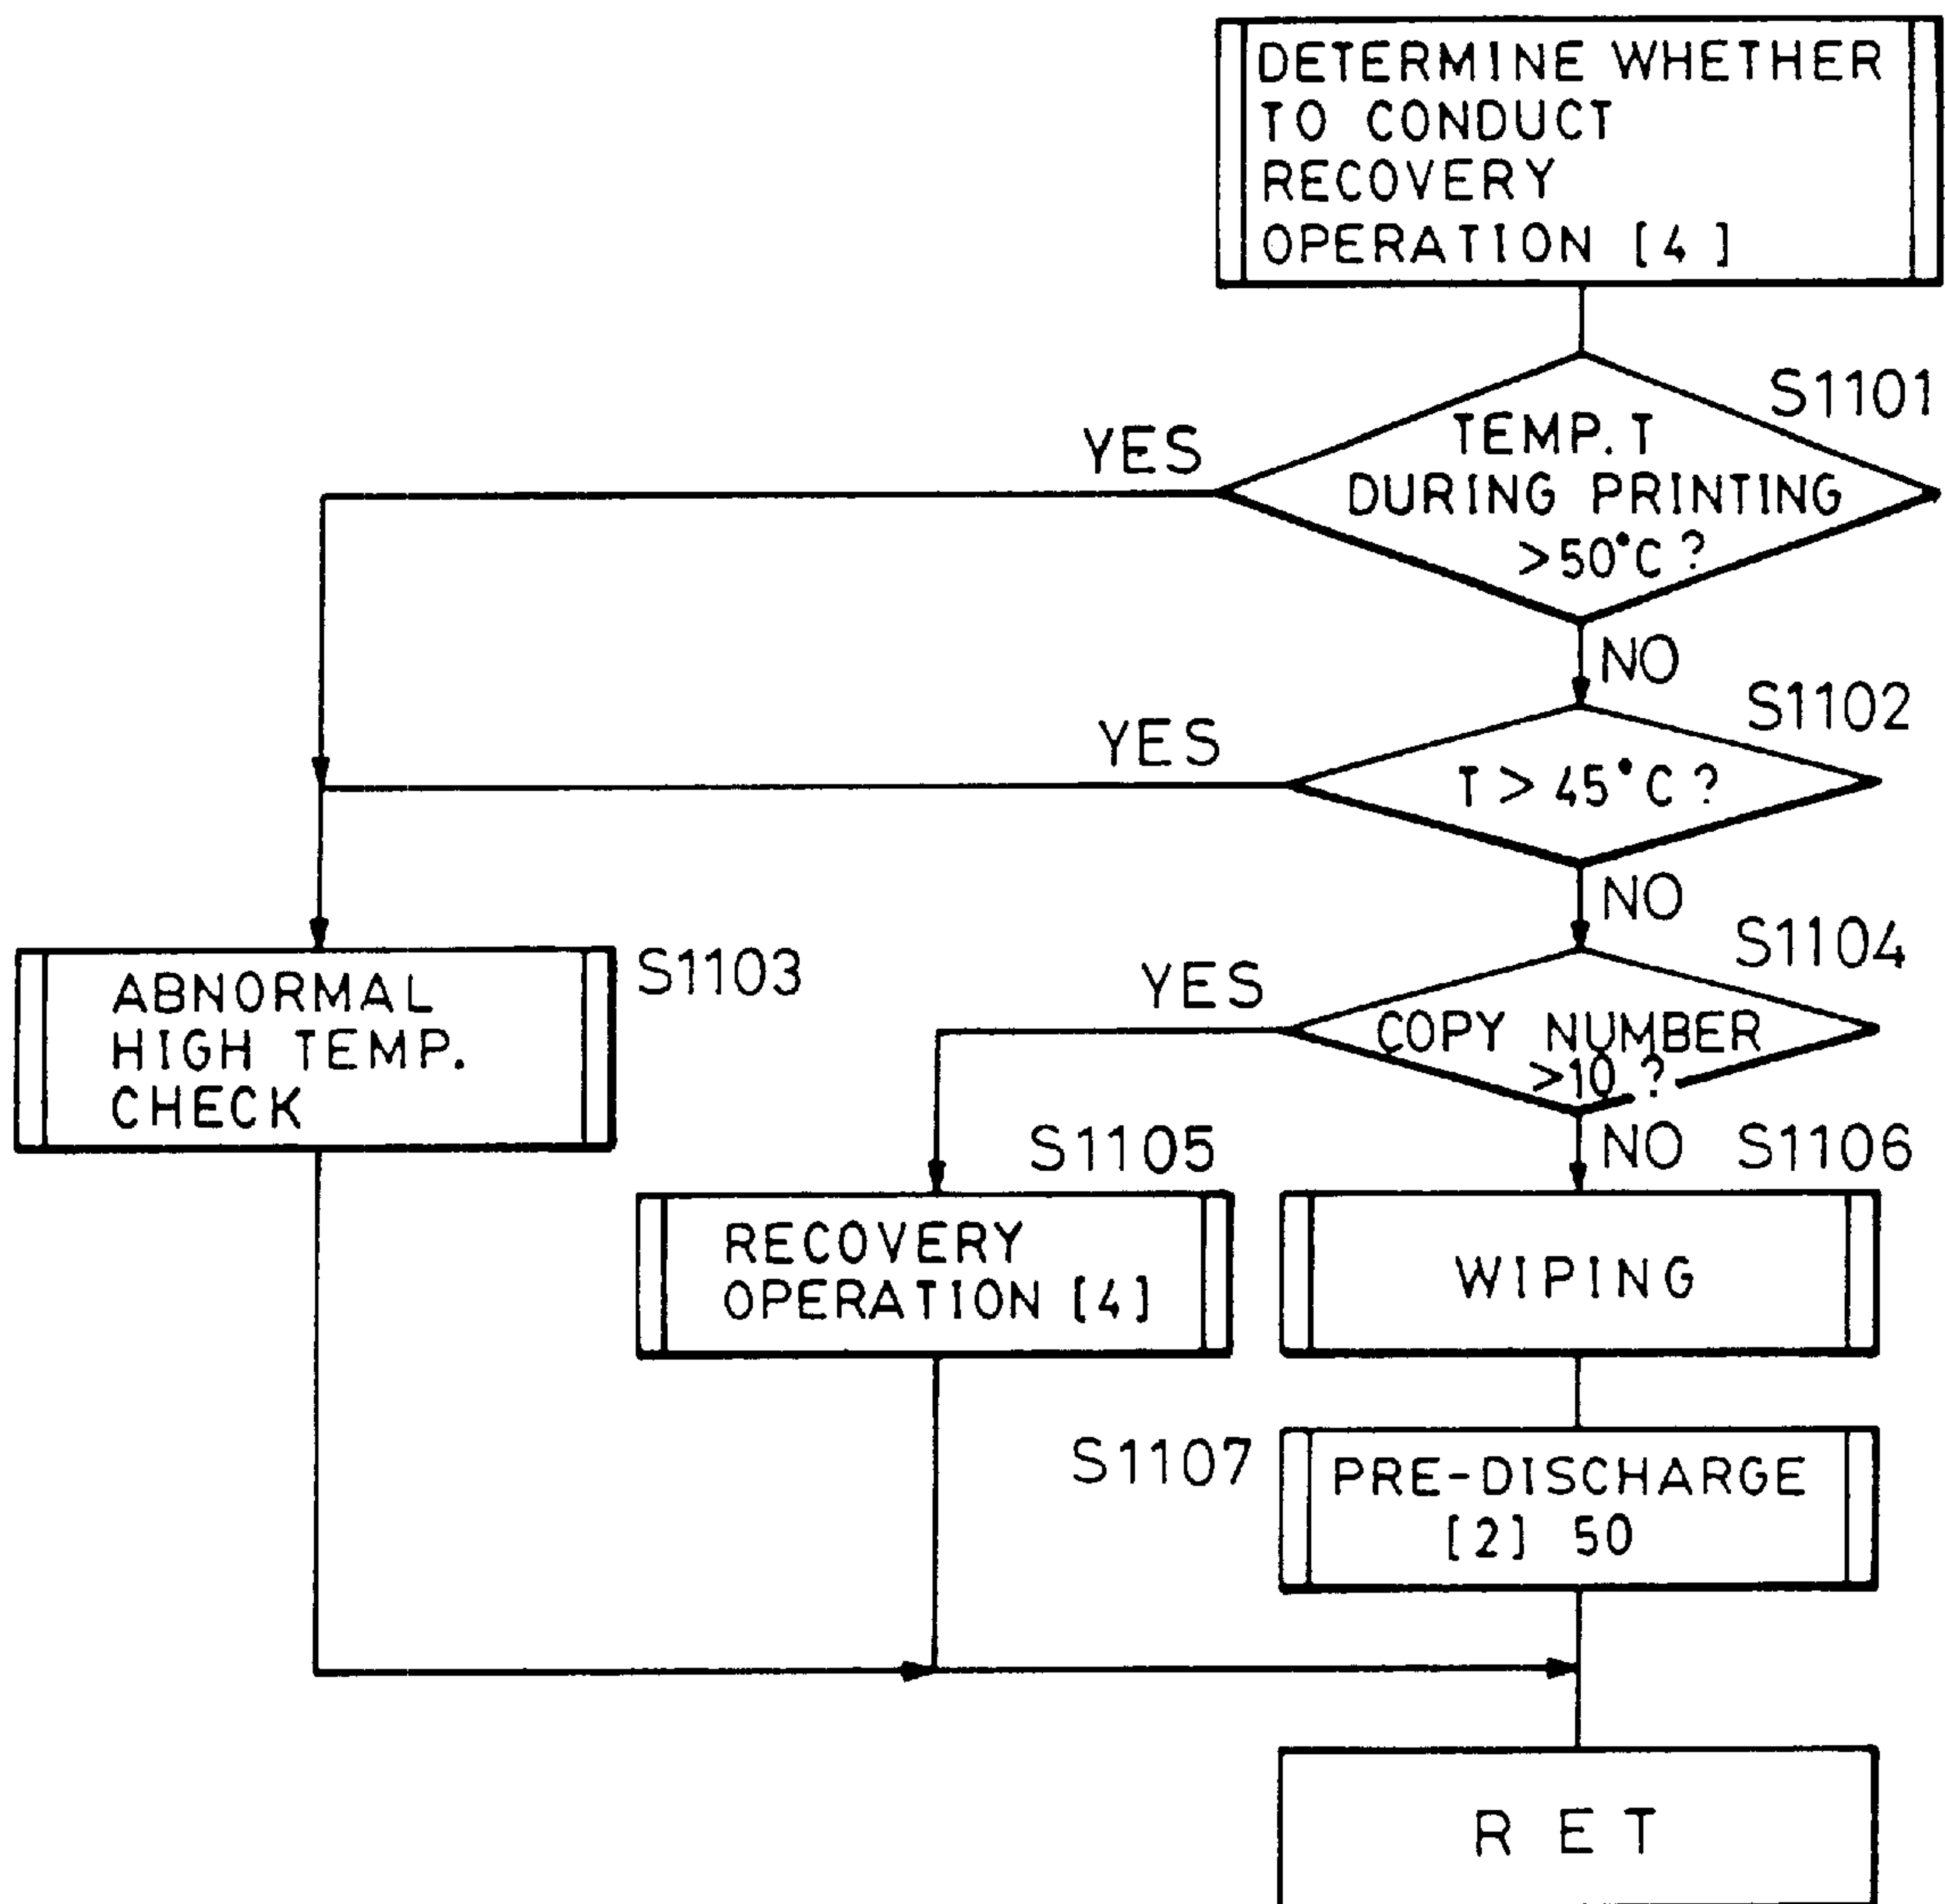 DETERMINE WHETHER
TO CONDUCT
RECOVERY
OPERATION [4]
S1101
TEMP. T
DURING PRINTING
>50°C ?
YES
NO
S1102
T > 45°C ?
YES
NO
S1103
ABNORMAL
HIGH TEMP.
CHECK
S1104
COPY NUMBER
>10 ?
YES
NO
S1105
RECOVERY
OPERATION [4]
S1106
WIPING
S1107
PRE-DISCHARGE
[2] 50
RET